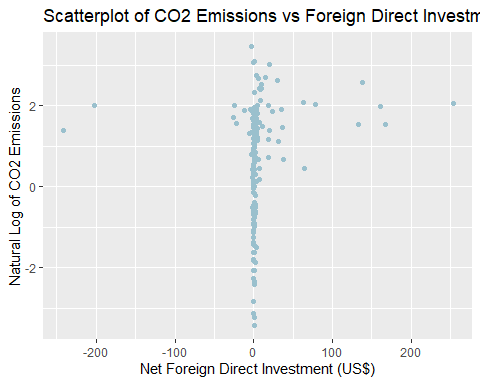 Scatterplot of CO2 Emissions vs Foreign Direct Investm
Natural Log of CO2 Emissions
2
0
-2
-200 -100 0 100 200
Net Foreign Direct Investment (US$)